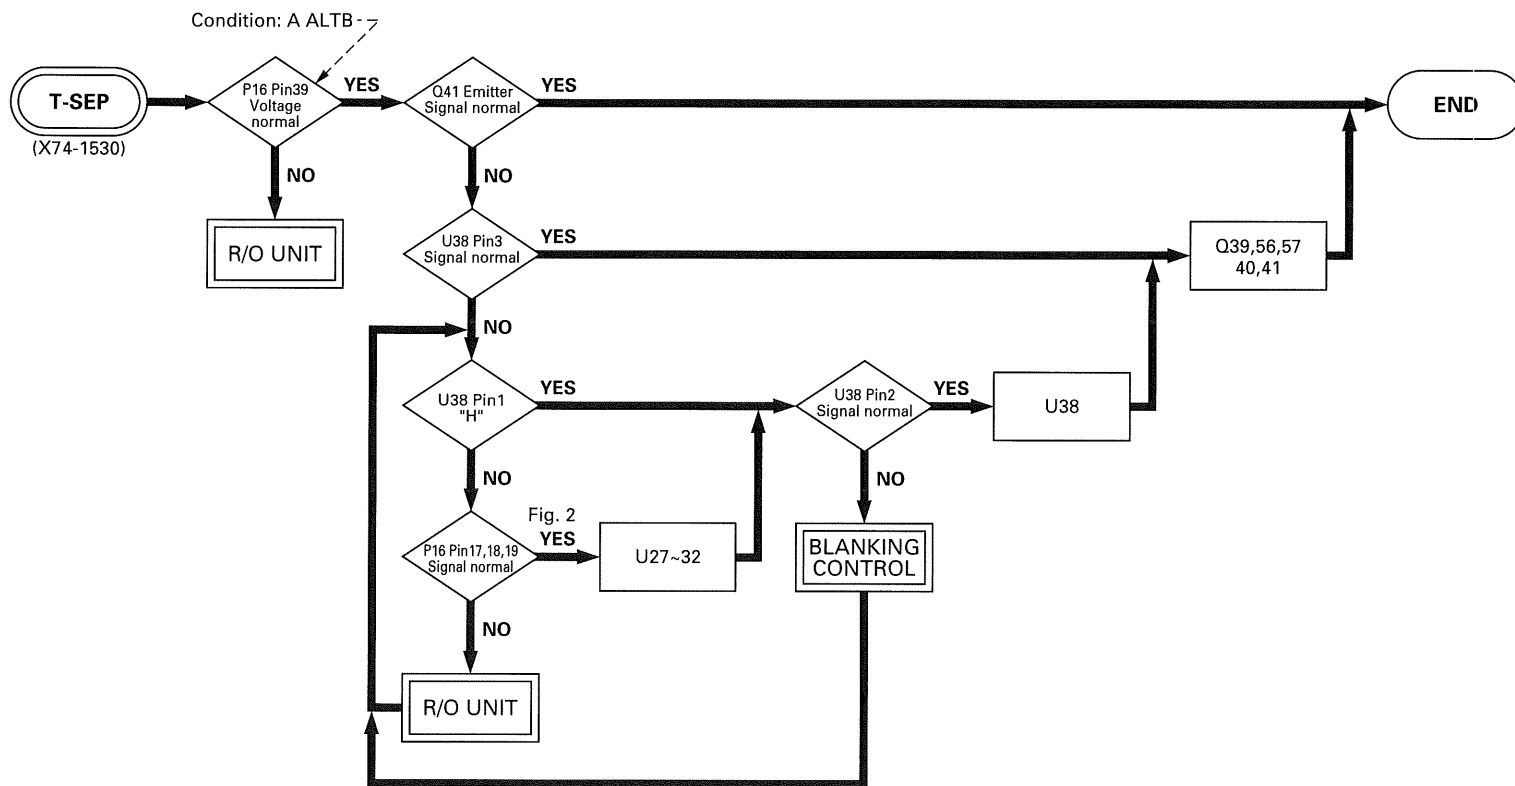 Condition: A ALTB
T-SEP
(X74-1530)
P16 Pin39
Voltage
normal
YES
NO
R/O UNIT
Q41 Emitter
Signal normal
YES
END
NO
U38 Pin3
Signal normal
YES
Q39,56,57
40,41
NO
U38 Pin1
"H"
YES
U38 Pin2
Signal normal
YES
U38
NO
NO
P16 Pin17,18,19
Signal normal
Fig. 2
YES
U27~32
BLANKING
CONTROL
NO
R/O UNIT